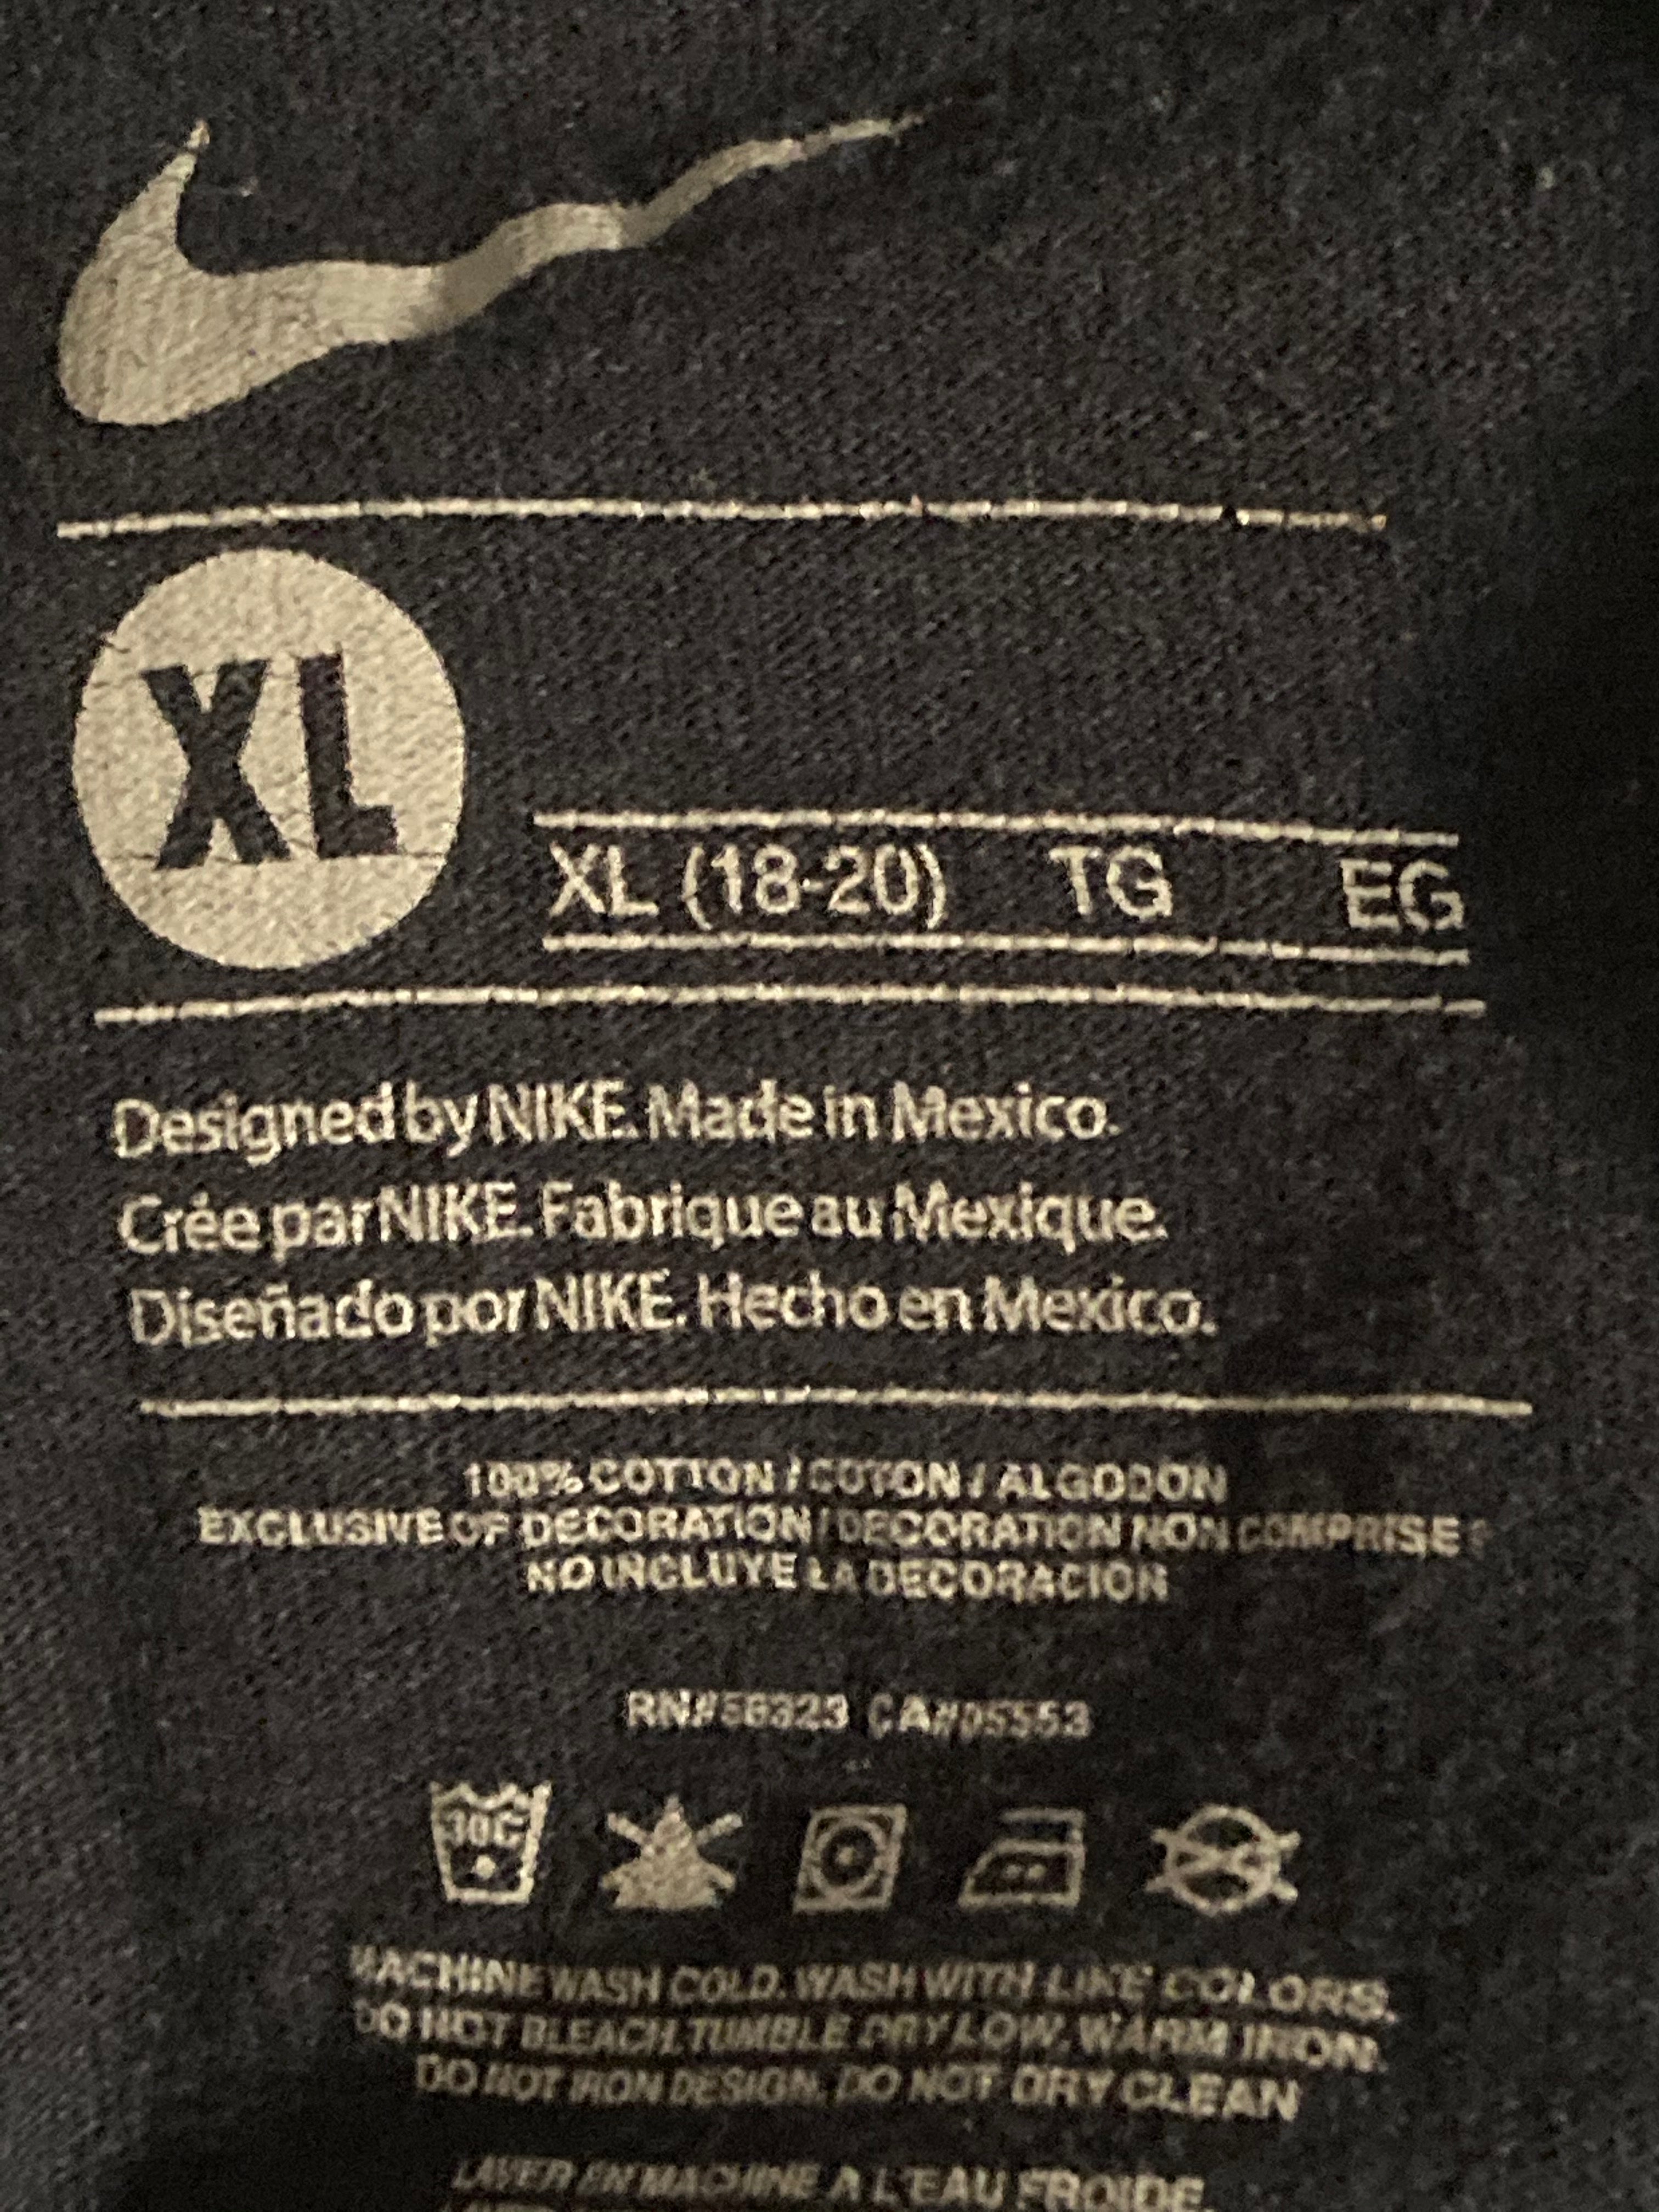 XL
XL (18-20) TG EG
Designed by NIKE. Made in Mexico.
Crée par NIKE. Fabrique au Mexique.
Diseñado por NIKE. Hecho en Mexico.
100% COTTON / COTON / ALGODON
EXCLUSIVE OF DECORATION / DECORATION NON COMPRISE
NO INCLUYE LA DECORACION
RN#56323 CA#05553
30C
MACHINE WASH COLD. WASH WITH LIKE COLORS.
DO NOT BLEACH. TUMBLE DRY LOW. WARM IRON.
DO NOT IRON DESIGN. DO NOT DRY CLEAN
LAVER EN MACHINE A L'EAU FROIDE.